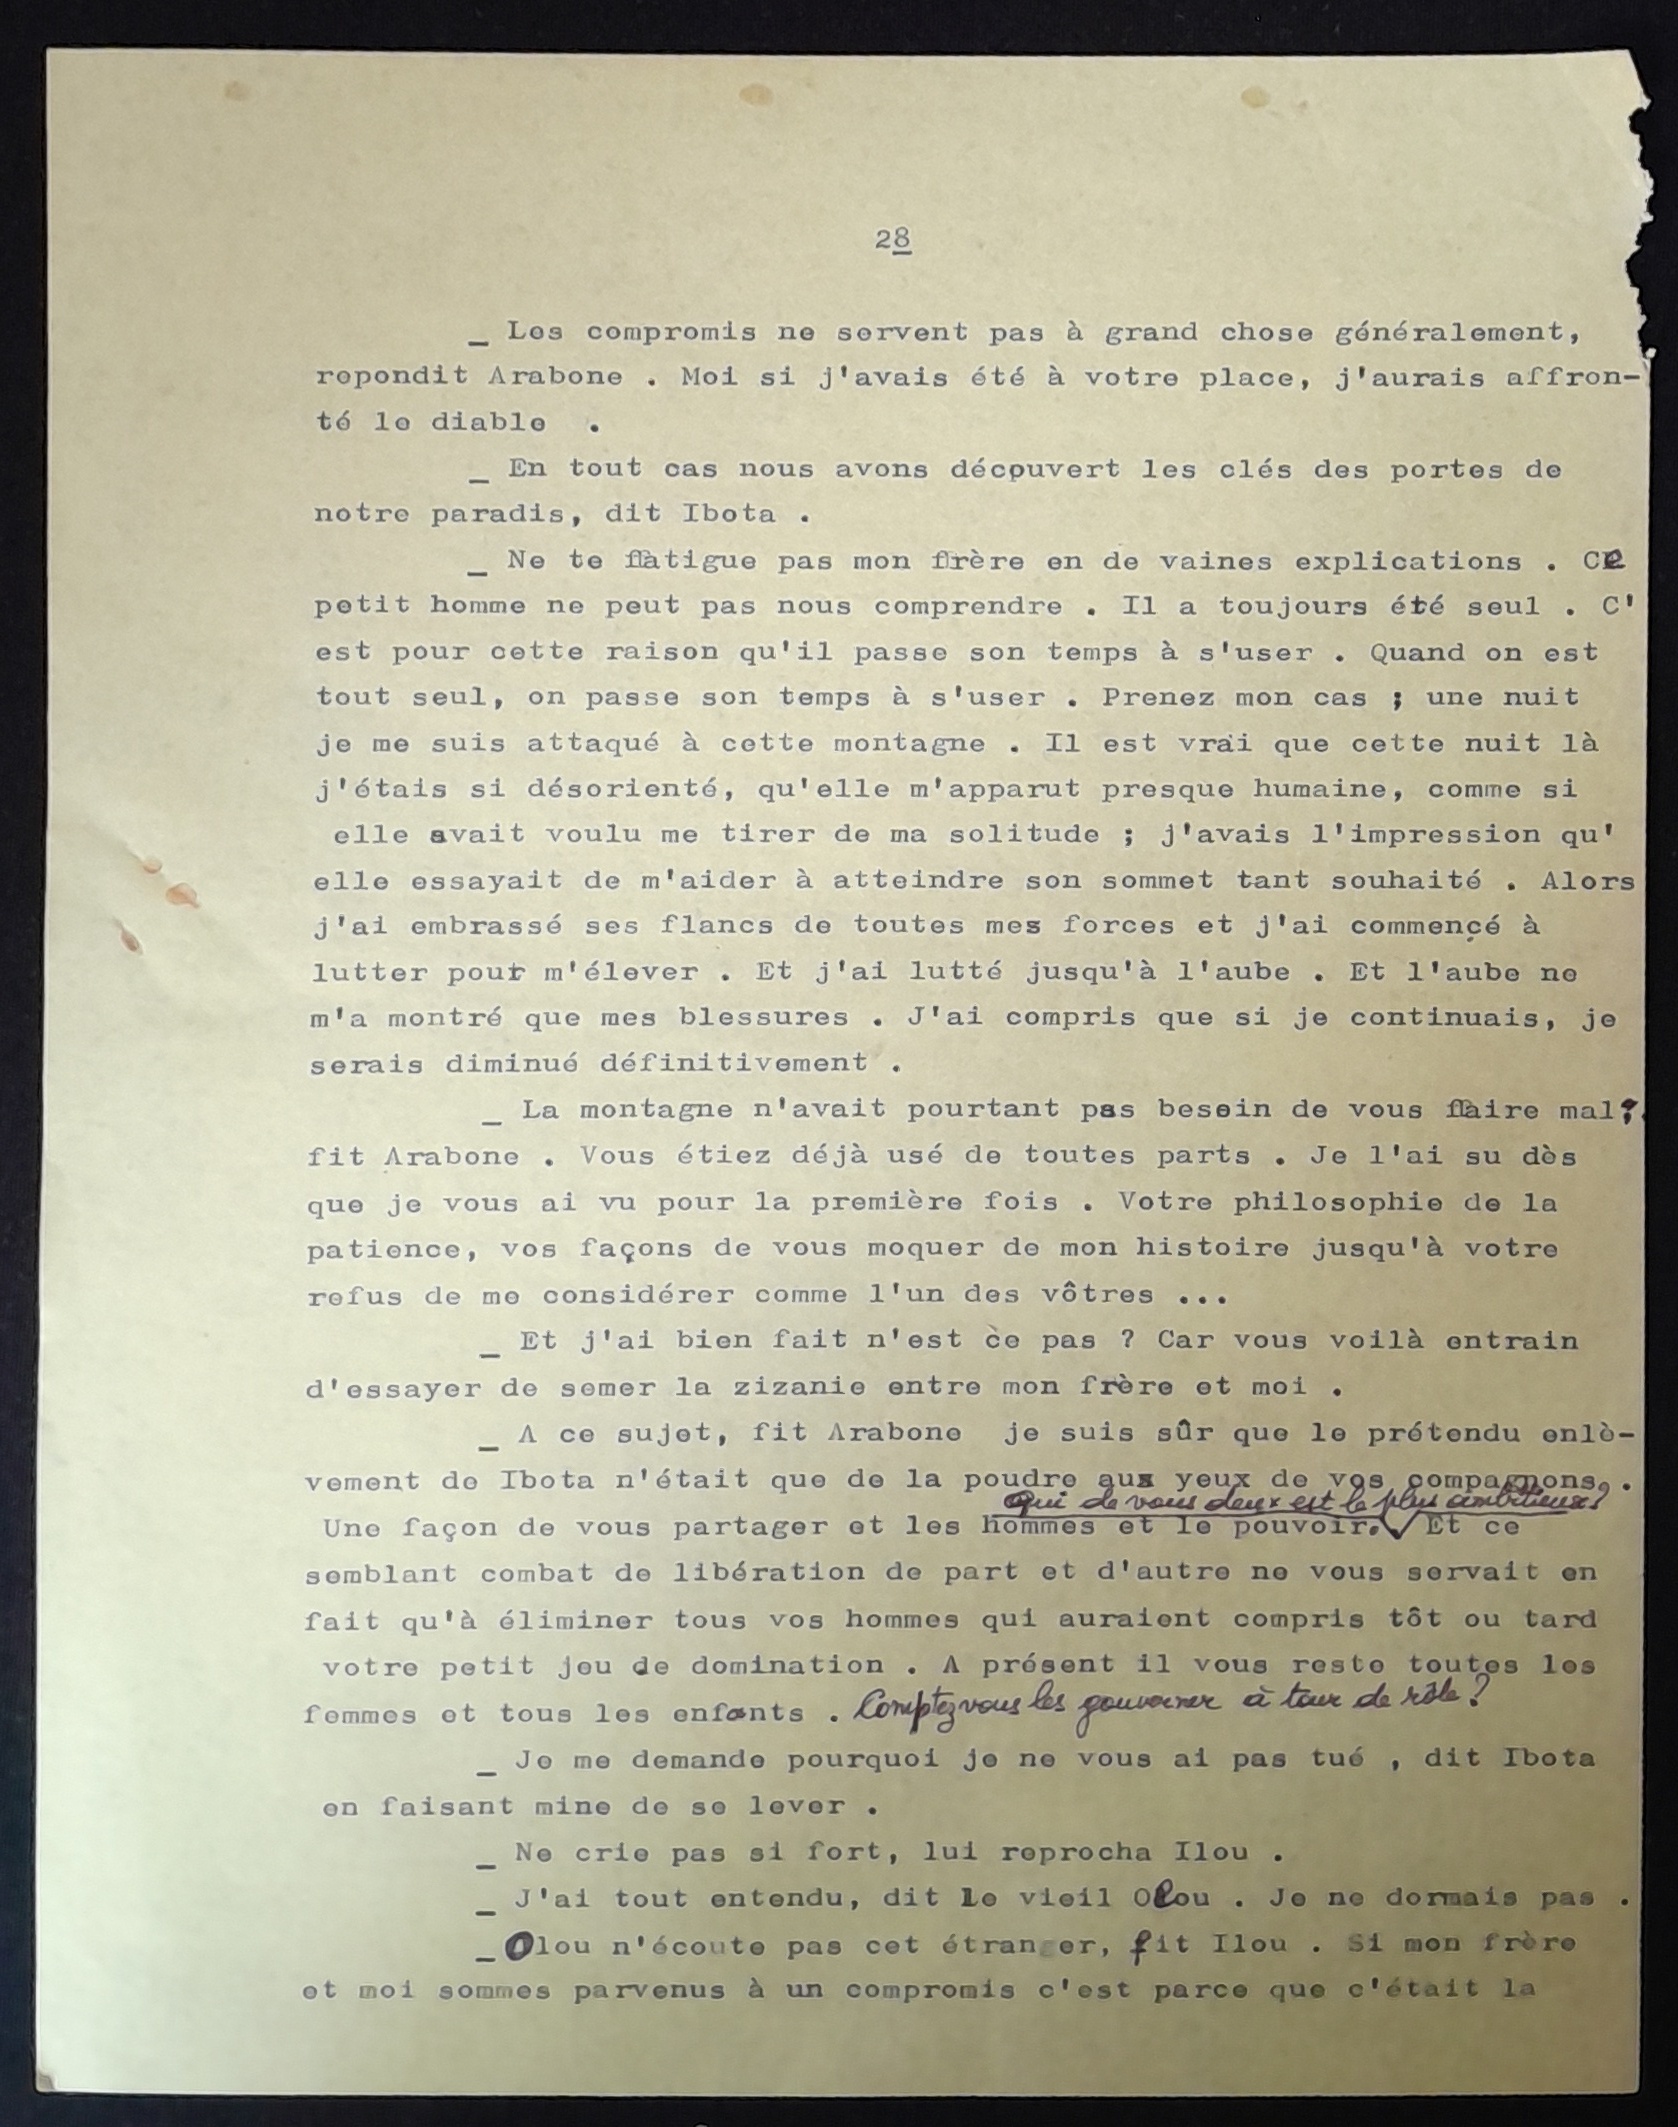 28
_ Les compromis ne servent pas à grand chose généralement,
repondit Arabone . Moi si j'avais été à votre place, j'aurais affron-
té le diable .
_ En tout cas nous avons découvert les clés des portes de
notre paradis, dit Ibota .
_ Ne te fatigue pas mon frère en de vaines explications . Ce
petit homme ne peut pas nous comprendre . Il a toujours été seul . C'
est pour cette raison qu'il passe son temps à s'user . Quand on est
tout seul, on passe son temps à s'user . Prenez mon cas ; une nuit
je me suis attaqué à cette montagne . Il est vrai que cette nuit là
j'étais si désorienté, qu'elle m'apparut presque humaine, comme si
elle avait voulu me tirer de ma solitude ; j'avais l'impression qu'
elle essayait de m'aider à atteindre son sommet tant souhaité . Alors
j'ai embrassé ses flancs de toutes mes forces et j'ai commençé à
lutter pour m'élever . Et j'ai lutté jusqu'à l'aube . Et l'aube ne
m'a montré que mes blessures . J'ai compris que si je continuais, je
serais diminué définitivement .
_ La montagne n'avait pourtant pas besoin de vous faire mal ?
fit Arabone . Vous étiez déjà usé de toutes parts . Je l'ai su dès
que je vous ai vu pour la première fois . Votre philosophie de la
patience, vos façons de vous moquer de mon histoire jusqu'à votre
refus de me considérer comme l'un des vôtres ...
_ Et j'ai bien fait n'est ce pas ? Car vous voilà entrain
d'essayer de semer la zizanie entre mon frère et moi .
_ A ce sujet, fit Arabone je suis sûr que le prétendu enlè-
vement de Ibota n'était que de la poudre aux yeux de vos compagnons .
Qui de vous deux est le plus ambitieux ?
Une façon de vous partager et les hommes et le pouvoir. Et ce
semblant combat de libération de part et d'autre ne vous servait en
fait qu'à éliminer tous vos hommes qui auraient compris tôt ou tard
votre petit jeu de domination . A présent il vous reste toutes les
femmes et tous les enfants . Comptez vous les gouverner à tour de rôle ?
_ Je me demande pourquoi je ne vous ai pas tué , dit Ibota
en faisant mine de se lever .
_ Ne crie pas si fort, lui reprocha Ilou .
_ J'ai tout entendu, dit le vieil Olou . Je ne dormais pas .
_ Olou n'écoute pas cet étranger, fit Ilou . Si mon frère
et moi sommes parvenus à un compromis c'est parce que c'était la